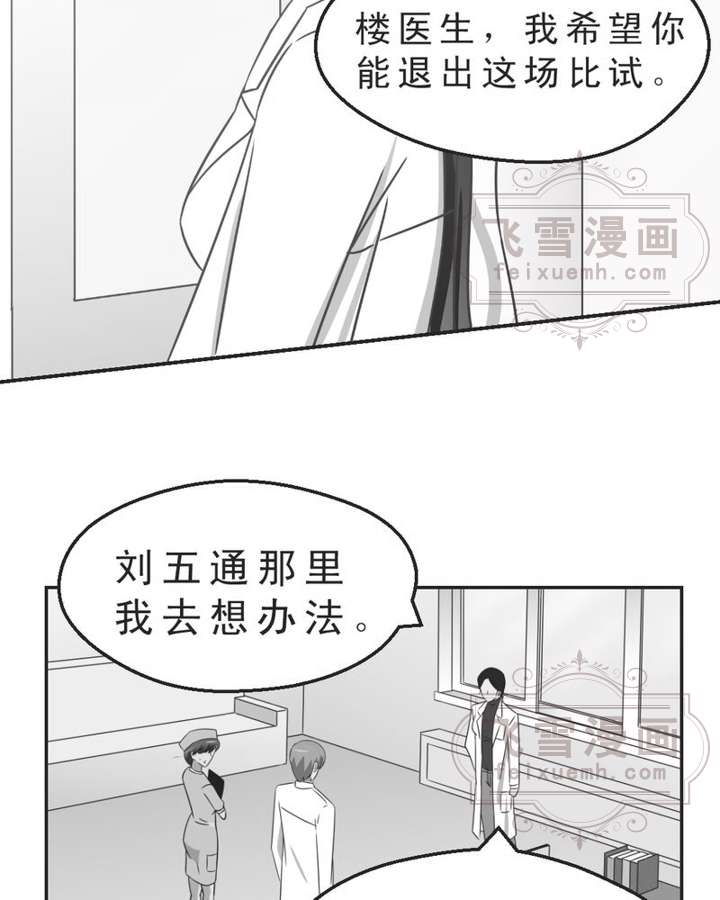 楼医生，我希望你
能退出这场比试。
飞雪漫画
feixuemh.com
刘五通那里
我去想办法。
飞雪漫画
feixuemh.com